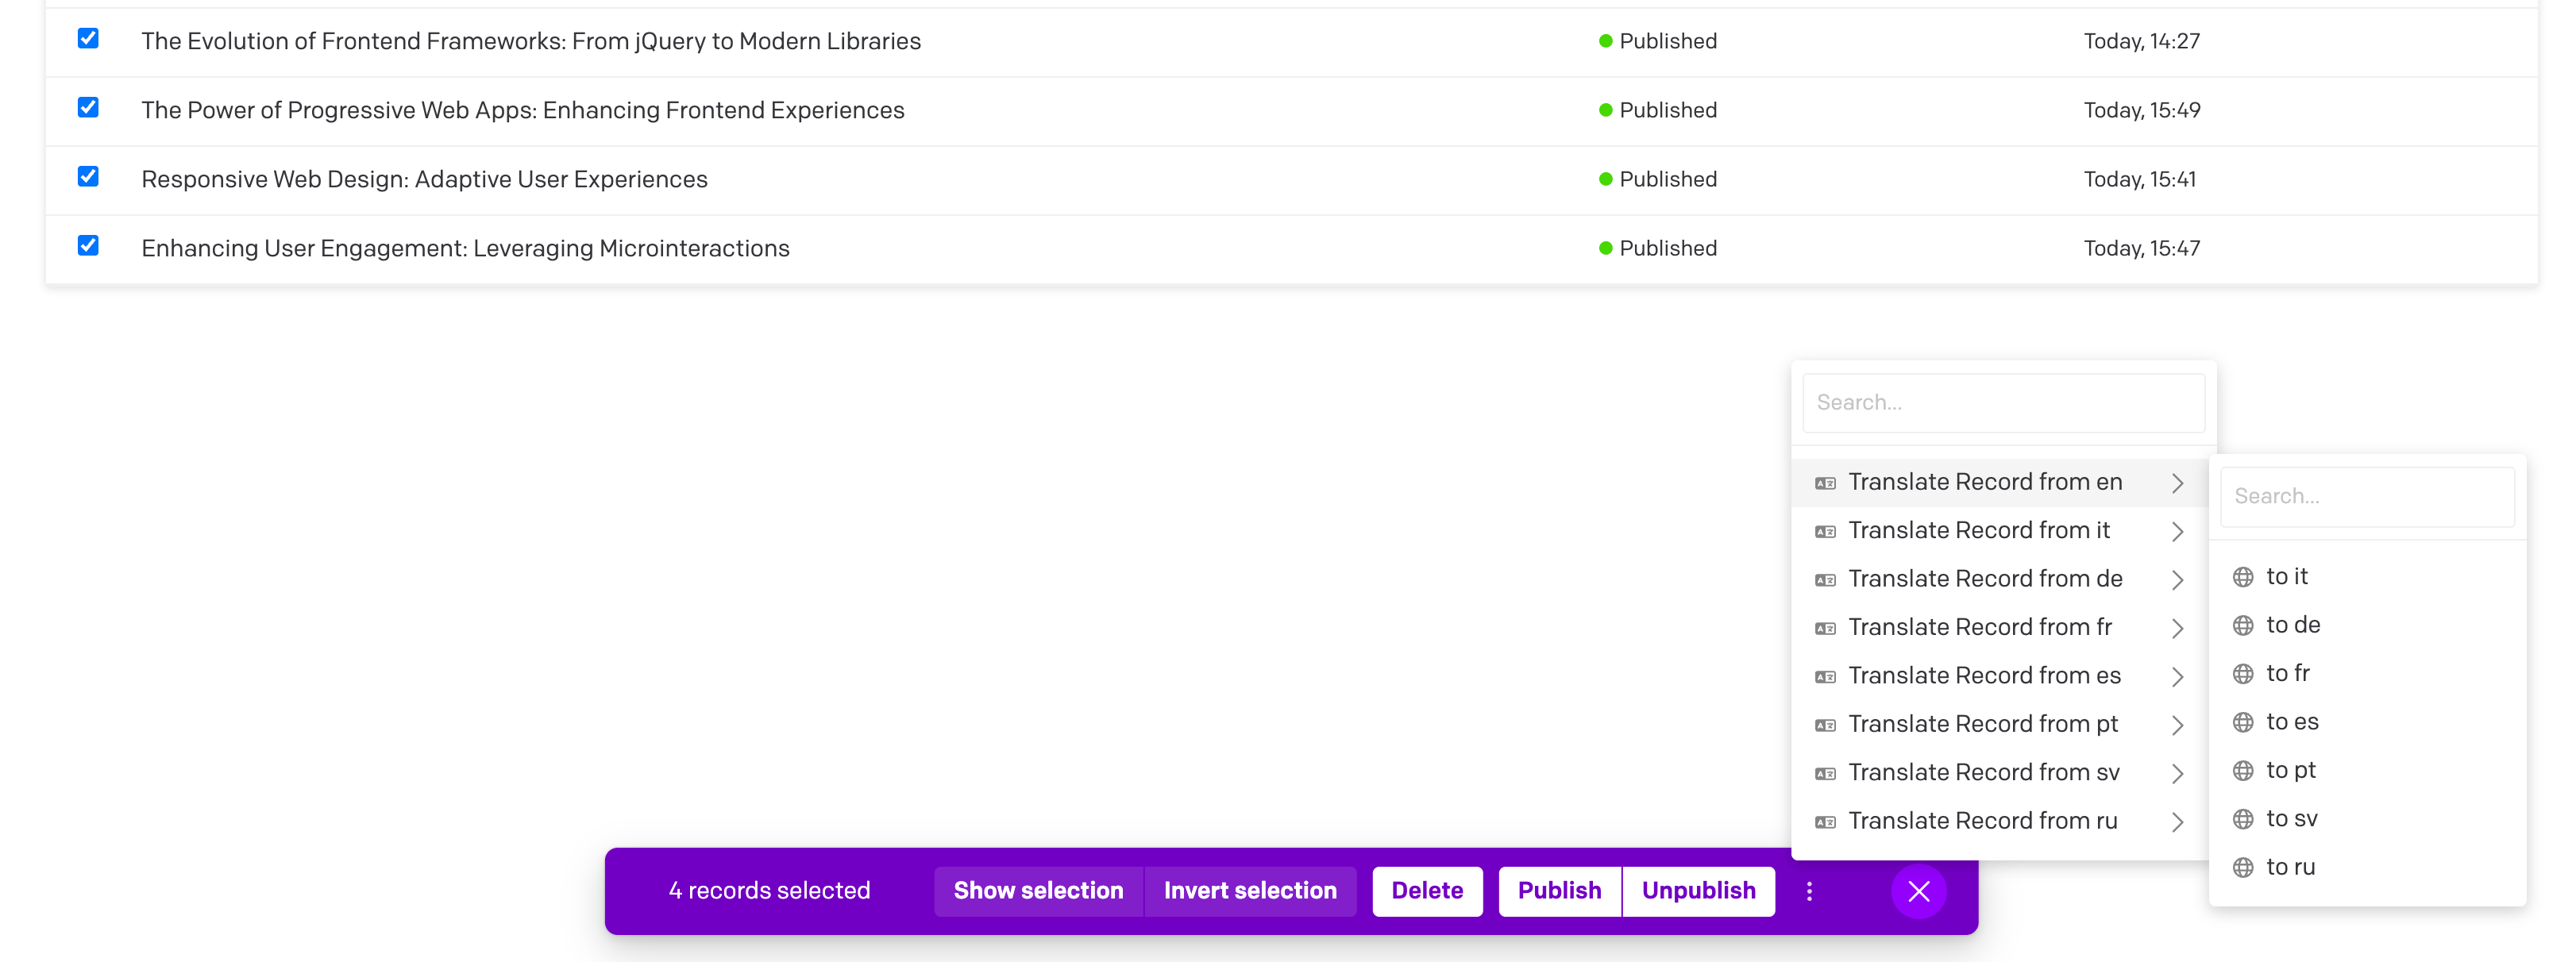 The Evolution of Frontend Frameworks: From jQuery to Modern Libraries Published Today, 14:27
The Power of Progressive Web Apps: Enhancing Frontend Experiences Published Today, 15:49
Responsive Web Design: Adaptive User Experiences Published Today, 15:41
Enhancing User Engagement: Leveraging Microinteractions Published Today, 15:47
Search...
Translate Record from en
Translate Record from it
Translate Record from de
Translate Record from fr
Translate Record from es
Translate Record from pt
Translate Record from sv
Translate Record from ru
Search...
to it
to de
to fr
to es
to pt
to sv
to ru
4 records selected Show selection Invert selection Delete Publish Unpublish